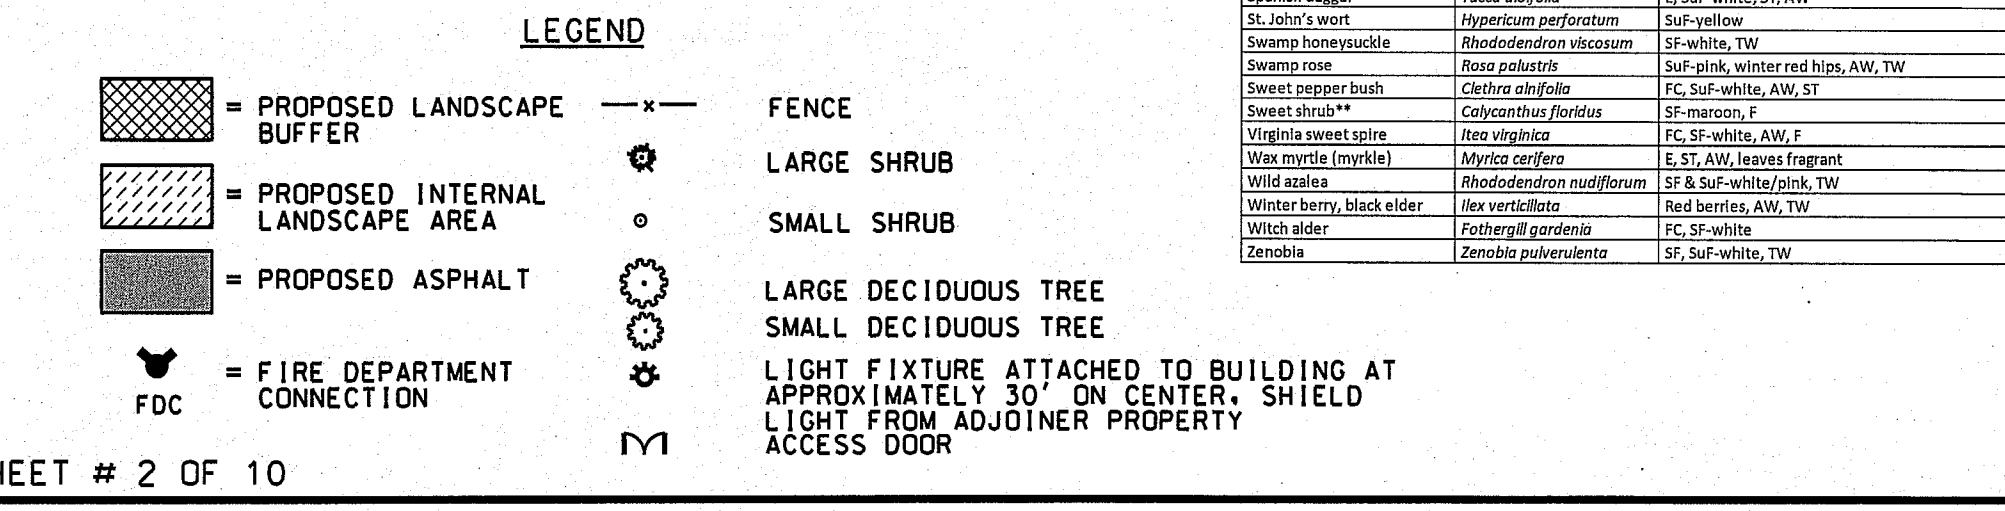 LEGEND
= PROPOSED LANDSCAPE
BUFFER
= PROPOSED INTERNAL
LANDSCAPE AREA
= PROPOSED ASPHALT
FDC
= FIRE DEPARTMENT
CONNECTION
FENCE
LARGE SHRUB
SMALL SHRUB
LARGE DECIDUOUS TREE
SMALL DECIDUOUS TREE
LIGHT FIXTURE ATTACHED TO BUILDING AT
APPROXIMATELY 30' ON CENTER, SHIELD
LIGHT FROM ADJOINER PROPERTY
ACCESS DOOR
St. John's wort Hypericum perforatum SuF-yellow
Swamp honeysuckle Rhododendron viscosum SF-white, TW
Swamp rose Rosa palustris SuF-pink, winter red hips, AW, TW
Sweet pepper bush Clethra alnifolia FC, SuF-white, AW, ST
Sweet shrub** Calycanthus floridus SF-maroon, F
Virginia sweet spire Itea virginica FC, SF-white, AW, F
Wax myrtle (myrkle) Myrica cerifera E, ST, AW, leaves fragrant
Wild azalea Rhododendron nudiflorum SF & SuF-white/pink, TW
Winter berry, black elder Ilex verticillata Red berries, AW, TW
Witch alder Fothergill gardenia FC, SF-white
Zenobia Zenobia pulverulenta SF, SuF-white, TW
HEET # 2 OF 10